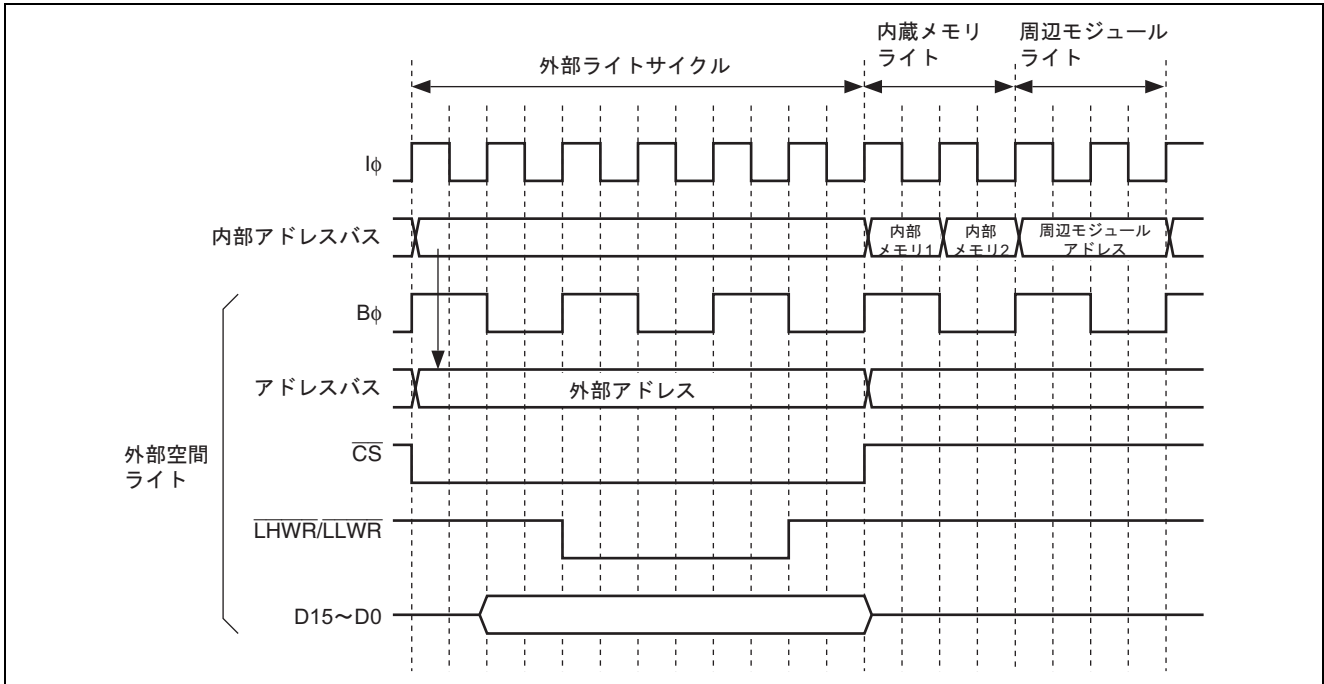 内蔵メモリ
ライト
周辺モジュール
ライト
外部ライトサイクル
Iφ
内部アドレスバス
内部
メモリ1
内部
メモリ2
周辺モジュール
アドレス
Bφ
アドレスバス
外部アドレス
外部空間
ライト
CS
LHWR/LLWR
D15〜D0